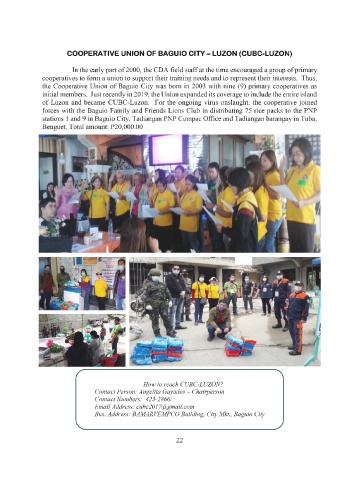 COOPERATIVE UNION OF BAGUIO CITY – LUZON (CUBC-LUZON)
In the early part of 2000, the CDA field staff at the time encouraged a group of primary
cooperatives to form a union to support their training needs and to represent their interests. Thus,
the Cooperative Union of Baguio City was born in 2003 with nine (9) primary cooperatives as
initial members. Just recently in 2019, the Union expanded its coverage to include the entire island
of Luzon and became CUBC-Luzon. For the ongoing virus onslaught, the cooperative joined
forces with the Baguio Family and Friends Lions Club in distributing 75 rice packs to the PNP
stations 1 and 9 in Baguio City, Tadiangan PNP Compac Office and Tadiangan barangay in Tuba,
Benguet. Total amount: P20,000.00
How to reach CUBC-LUZON?
Contact Person: Angelita Gayados – Chairperson
Contact Numbers: 423-2966/
Email Address: cubc2017@gmail.com
Bus. Address: BAMARVEMPCO Building, City Mkt., Baguio City
22